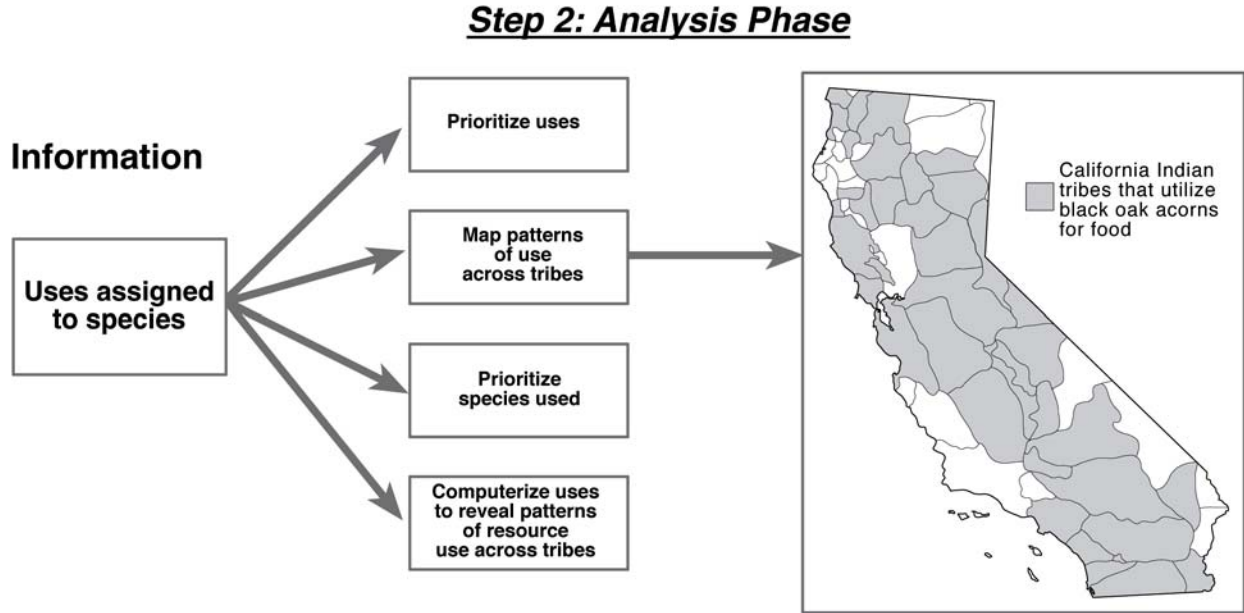 Step 2: Analysis Phase
Information
Uses assigned
to species
Prioritize uses
Map patterns
of use
across tribes
Prioritize
species used
Computerize uses
to reveal patterns
of resource
use across tribes
California Indian
tribes that utilize
black oak acorns
for food